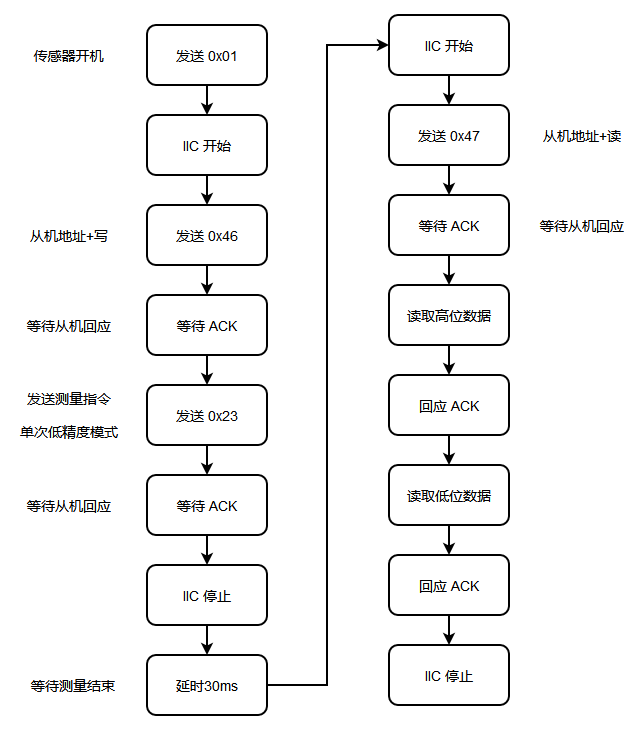 传感器开机
发送 0x01
IIC 开始
从机地址+写
发送 0x46
等待从机回应
等待 ACK
发送测量指令
单次低精度模式
发送 0x23
等待从机回应
等待 ACK
IIC 停止
等待测量结束
延时30ms
IIC 开始
发送 0x47
从机地址+读
等待 ACK
等待从机回应
读取高位数据
回应 ACK
读取低位数据
回应 ACK
IIC 停止